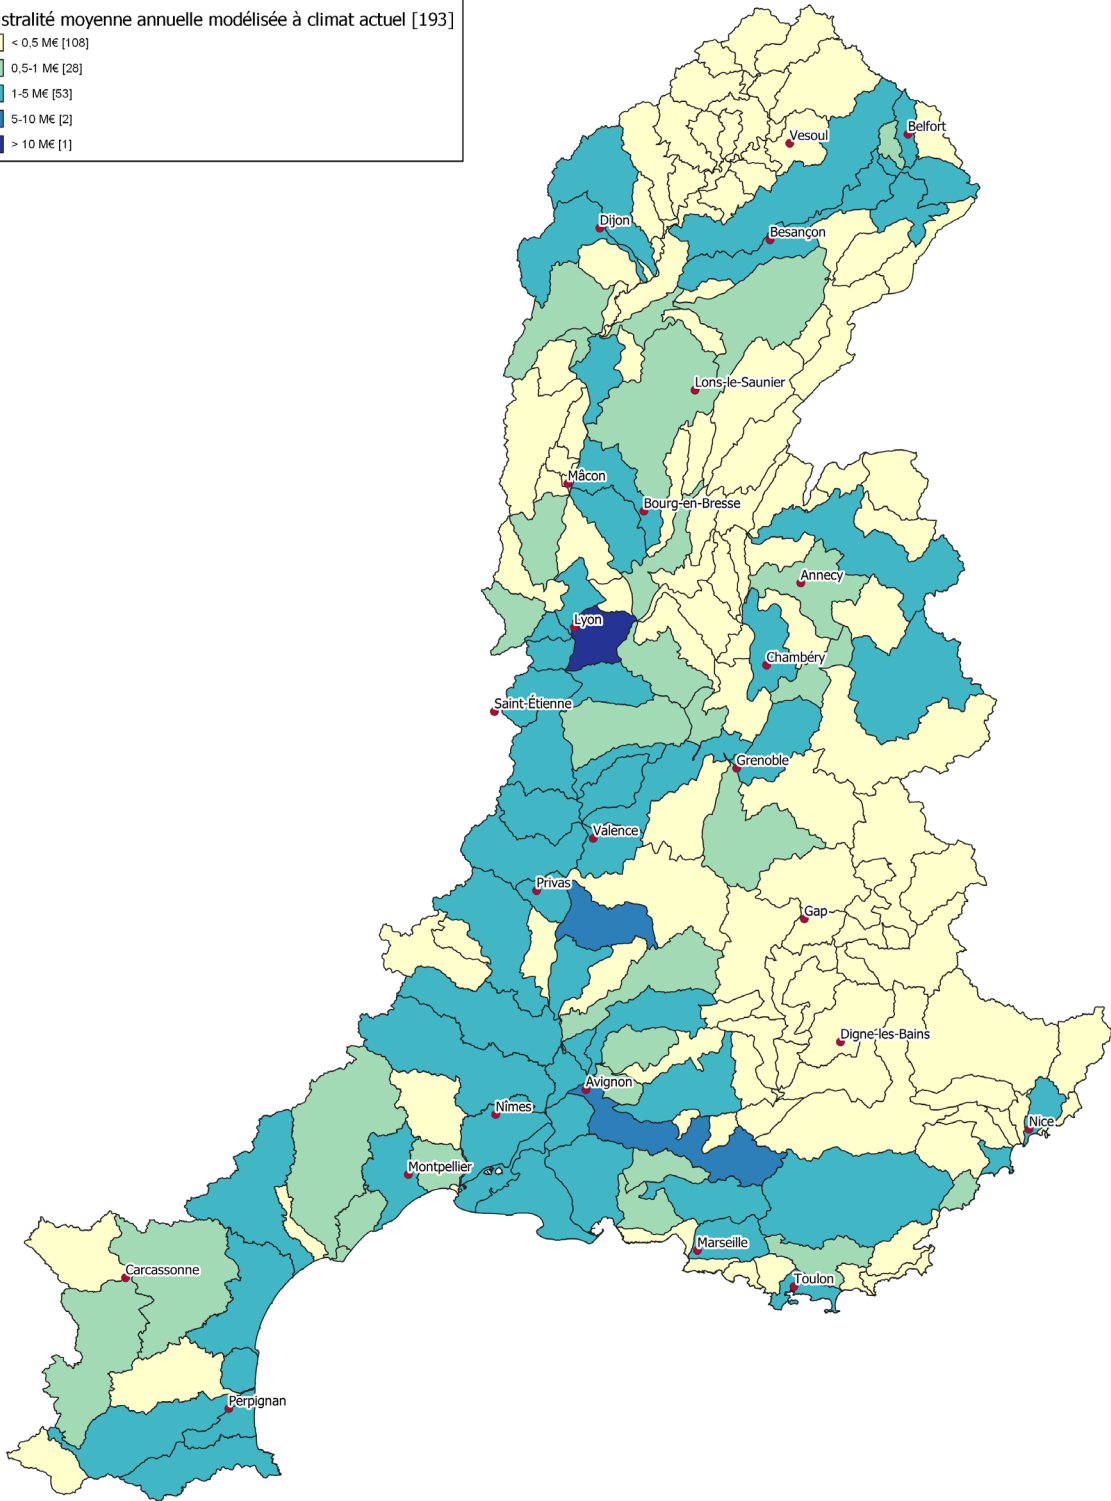 stralité moyenne annuelle modélisée à climat actuel [193]
< 0,5 M€ [108]
0,5-1 M€ [28]
1-5 M€ [53]
5-10 M€ [2]
> 10 M€ [1]
Belfort
Vesoul
Dijon
Besançon
Lons-le-Saunier
Mâcon
Bourg-en-Bresse
Annecy
Lyon
Chambéry
Saint-Étienne
Grenoble
Valence
Privas
Gap
Digne-les-Bains
Avignon
Nîmes
Nice
Montpellier
Marseille
Carcassonne
Toulon
Perpignan